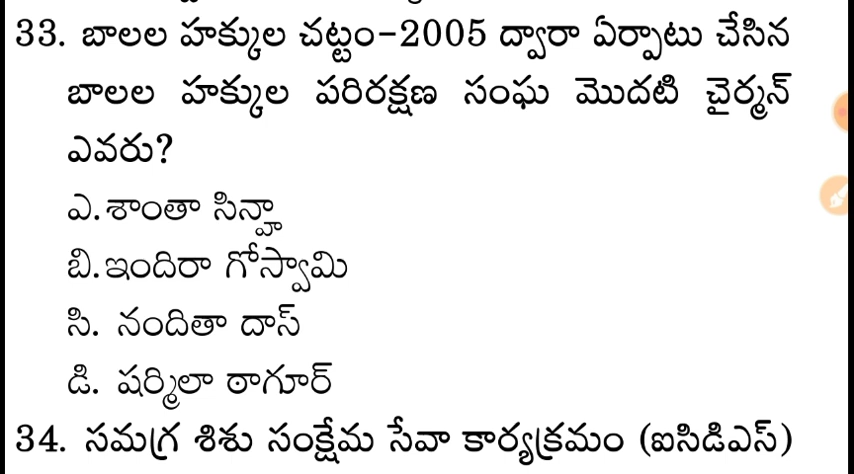 33. బాలల హక్కుల చట్టం-2005 ద్వారా ఏర్పాటు చేసిన
బాలల హక్కుల పరిరక్షణ సంఘ మొదటి చైర్మన్
ఎవరు?
ఎ.శాంతా సిన్హా
బి.ఇందిరా గోస్వామి
సి. నందితా దాస్
డి. షర్మిలా ఠాగూర్
34. సమగ్ర శిశు సంక్షేమ సేవా కార్యక్రమం (ఐసిడిఎస్)